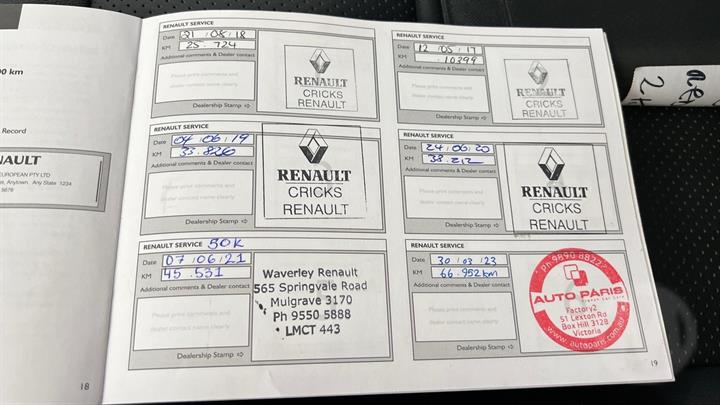 00 km
Record
NAULT
EUROPEAN PTY LTD
et, Anytown, Any State 1234
5678
18
RENAULT SERVICE
Date 21 / 08 / 18
KM 25.724
Additional comments & Dealer contact
Please print comments and
dealer contact name clearly
Dealership Stamp
RENAULT
CRICKS
RENAULT
RENAULT SERVICE
Date 12 / 05 / 17
KM 10399
Additional comments & Dealer contact
Please print comments and
dealer contact name clearly
Dealership Stamp
RENAULT
CRICKS
RENAULT
RENAULT SERVICE
Date 04 / 06 / 19
KM 33.826
Additional comments & Dealer contact
Please print comments and
dealer contact name clearly
Dealership Stamp
RENAULT
CRICKS
RENAULT
RENAULT SERVICE
Date 24 / 06 / 20
KM 38.212
Additional comments & Dealer contact
Please print comments and
dealer contact name clearly
Dealership Stamp
RENAULT
CRICKS
RENAULT
RENAULT SERVICE 50K
Date 07 / 06 / 21
KM 45.531
Additional comments & Dealer contact
Please print comments and
dealer contact name clearly
Dealership Stamp
Waverley Renault
565 Springvale Road
Mulgrave 3170
Ph 9550 5888
LMCT 443
RENAULT SERVICE
Date 30 / 03 / 23
KM 66.952km
Additional comments & Dealer contact
Please print comments and
dealer contact name clearly
Dealership Stamp
Ph 9890 8822
AUTO PARIS
Factory2
51 Lexton Rd
Box Hill 3128
Victoria
www.autoparis.com.au
19